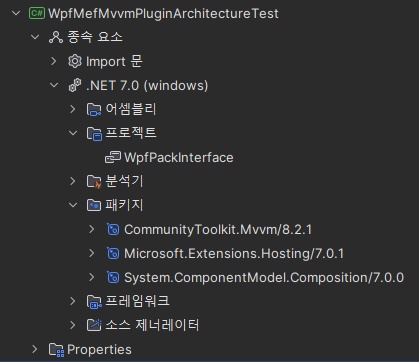 C# WpfMefMvvmPluginArchitectureTest
종속 요소
Import 문
.NET 7.0 (windows)
어셈블리
프로젝트
WpfPackInterface
분석기
패키지
CommunityToolkit.Mvvm/8.2.1
Microsoft.Extensions.Hosting/7.0.1
System.ComponentModel.Composition/7.0.0
프레임워크
소스 제너레이터
Properties